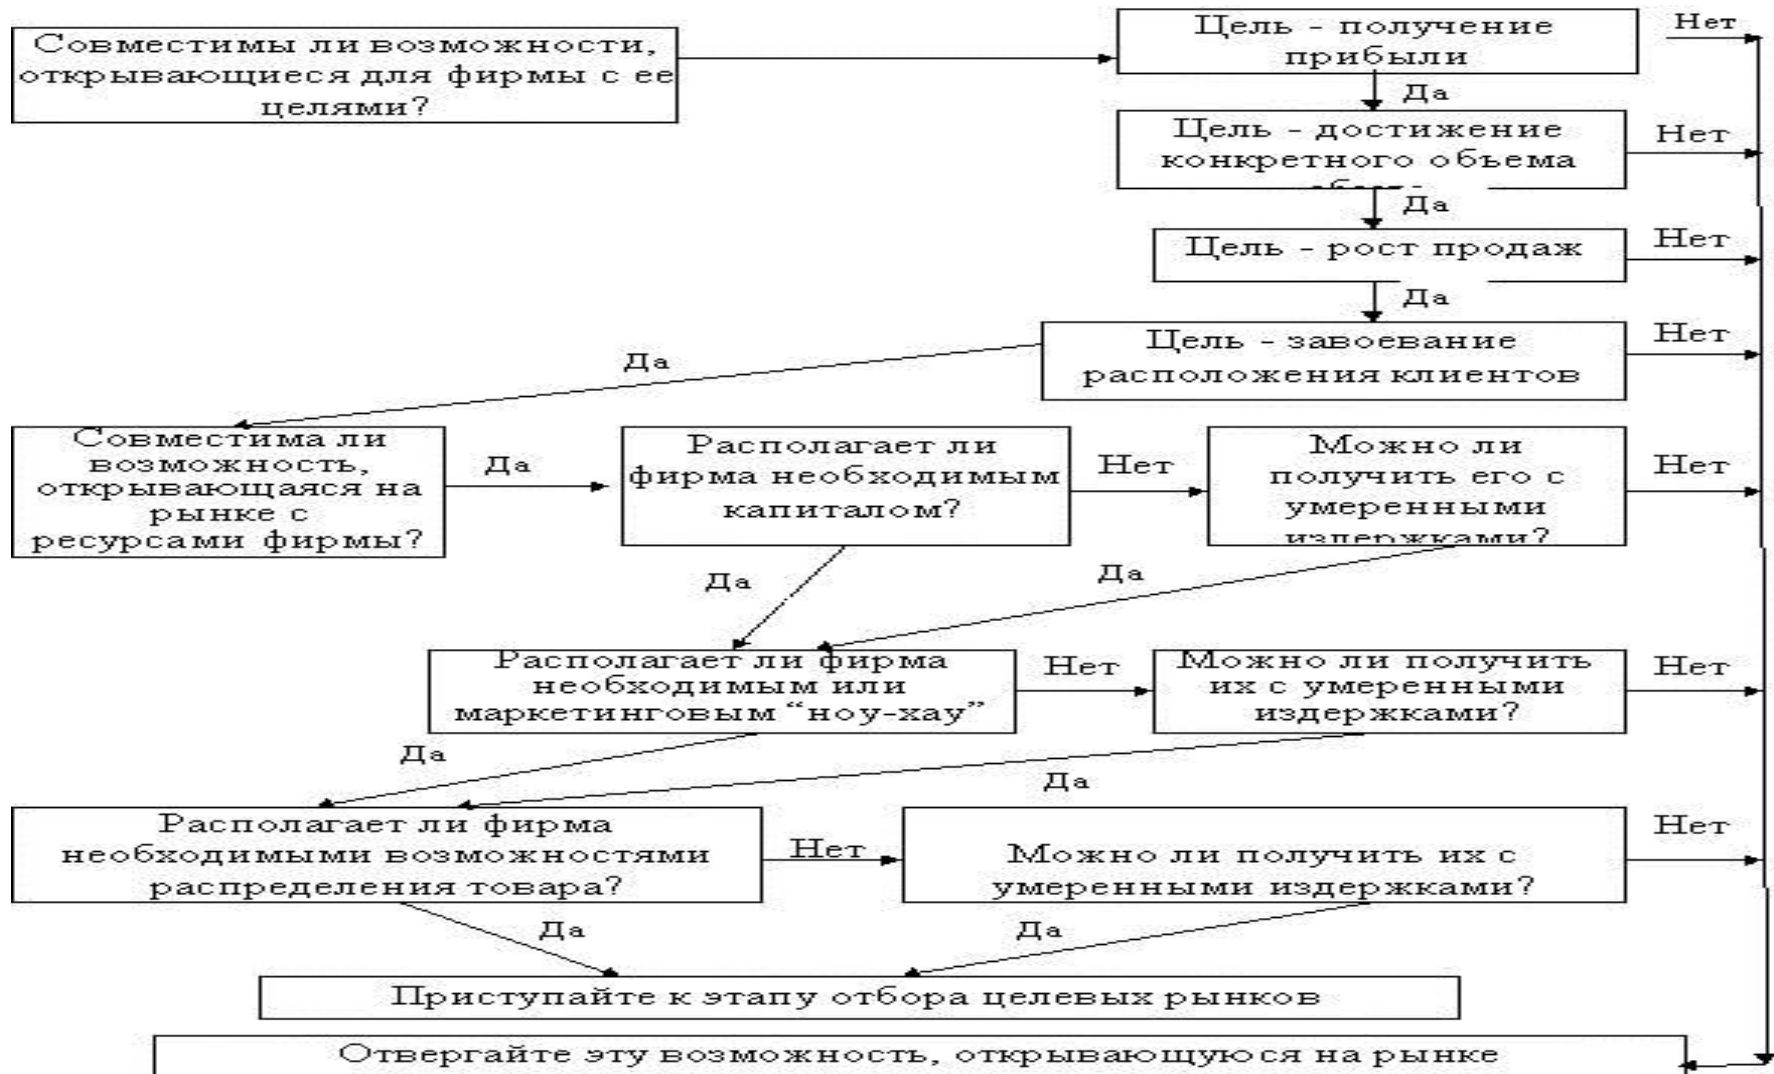 Совместимы ли возможности,
открывающиеся для фирмы с ее
целями?
Цель - получение
прибыли
Нет
Да
Цель - достижение
конкретного объема
Нет
Да
Цель - рост продаж
Нет
Да
Цель - завоевание
расположения клиентов
Нет
Да
Совместима ли
возможность,
открывающаяся на
рынке с
ресурсами фирмы?
Да
Располагает ли
фирма необходимым
капиталом?
Нет
Можно ли
получить его с
умеренными
издержками?
Нет
Да
Да
Располагает ли фирма
необходимым или
маркетинговым “ноу-хау”
Нет
Можно ли получить
их с умеренными
издержками?
Нет
Да
Да
Располагает ли фирма
необходимыми возможностями
распределения товара?
Нет
Можно ли получить их с
умеренными издержками?
Нет
Да
Да
Приступайте к этапу отбора целевых рынков
Отвергайте эту возможность, открывающуюся на рынке